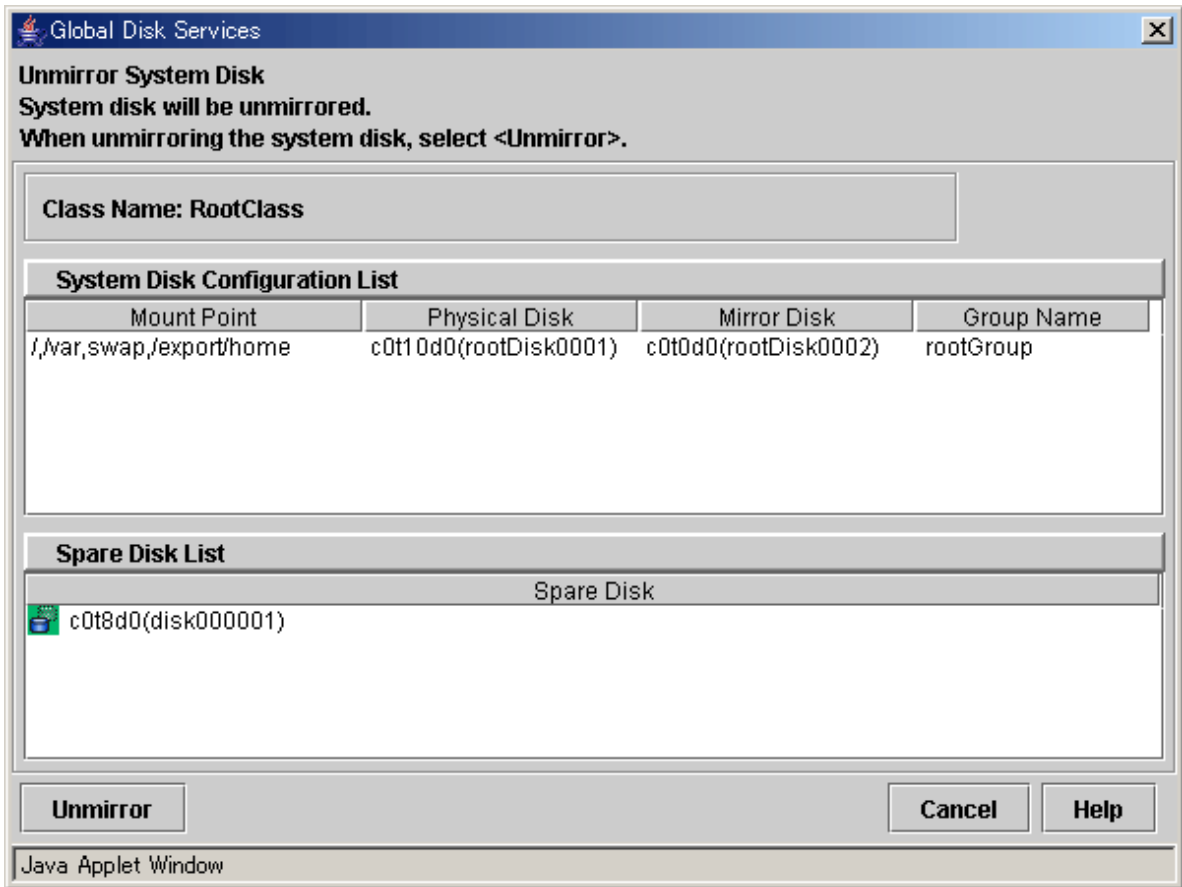 Global Disk Services
Unmirror System Disk
System disk will be unmirrored.
When unmirroring the system disk, select <Unmirror>.
Class Name: RootClass
System Disk Configuration List
Mount Point Physical Disk Mirror Disk Group Name
/,/var,swap,/export/home c0t10d0(rootDisk0001) c0t0d0(rootDisk0002) rootGroup
Spare Disk List
Spare Disk
c0t8d0(disk000001)
Unmirror Cancel Help
Java Applet Window